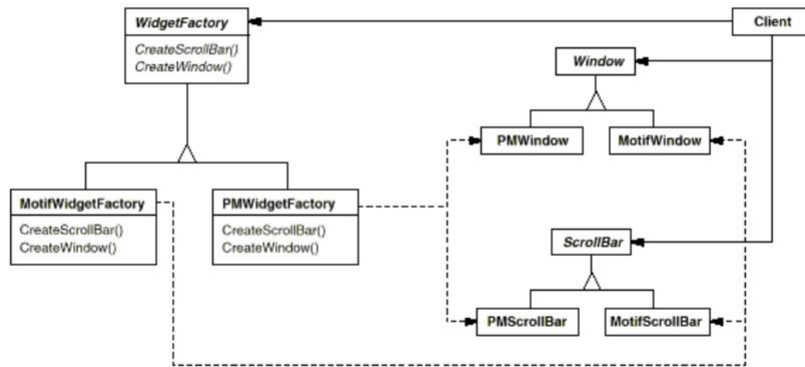 WidgetFactory
CreateScrollBar()
CreateWindow()
Client
Window
PMWindow
MotifWindow
MotifWidgetFactory
CreateScrollBar()
CreateWindow()
PMWidgetFactory
CreateScrollBar()
CreateWindow()
ScrollBar
PMScrollBar
MotifScrollBar